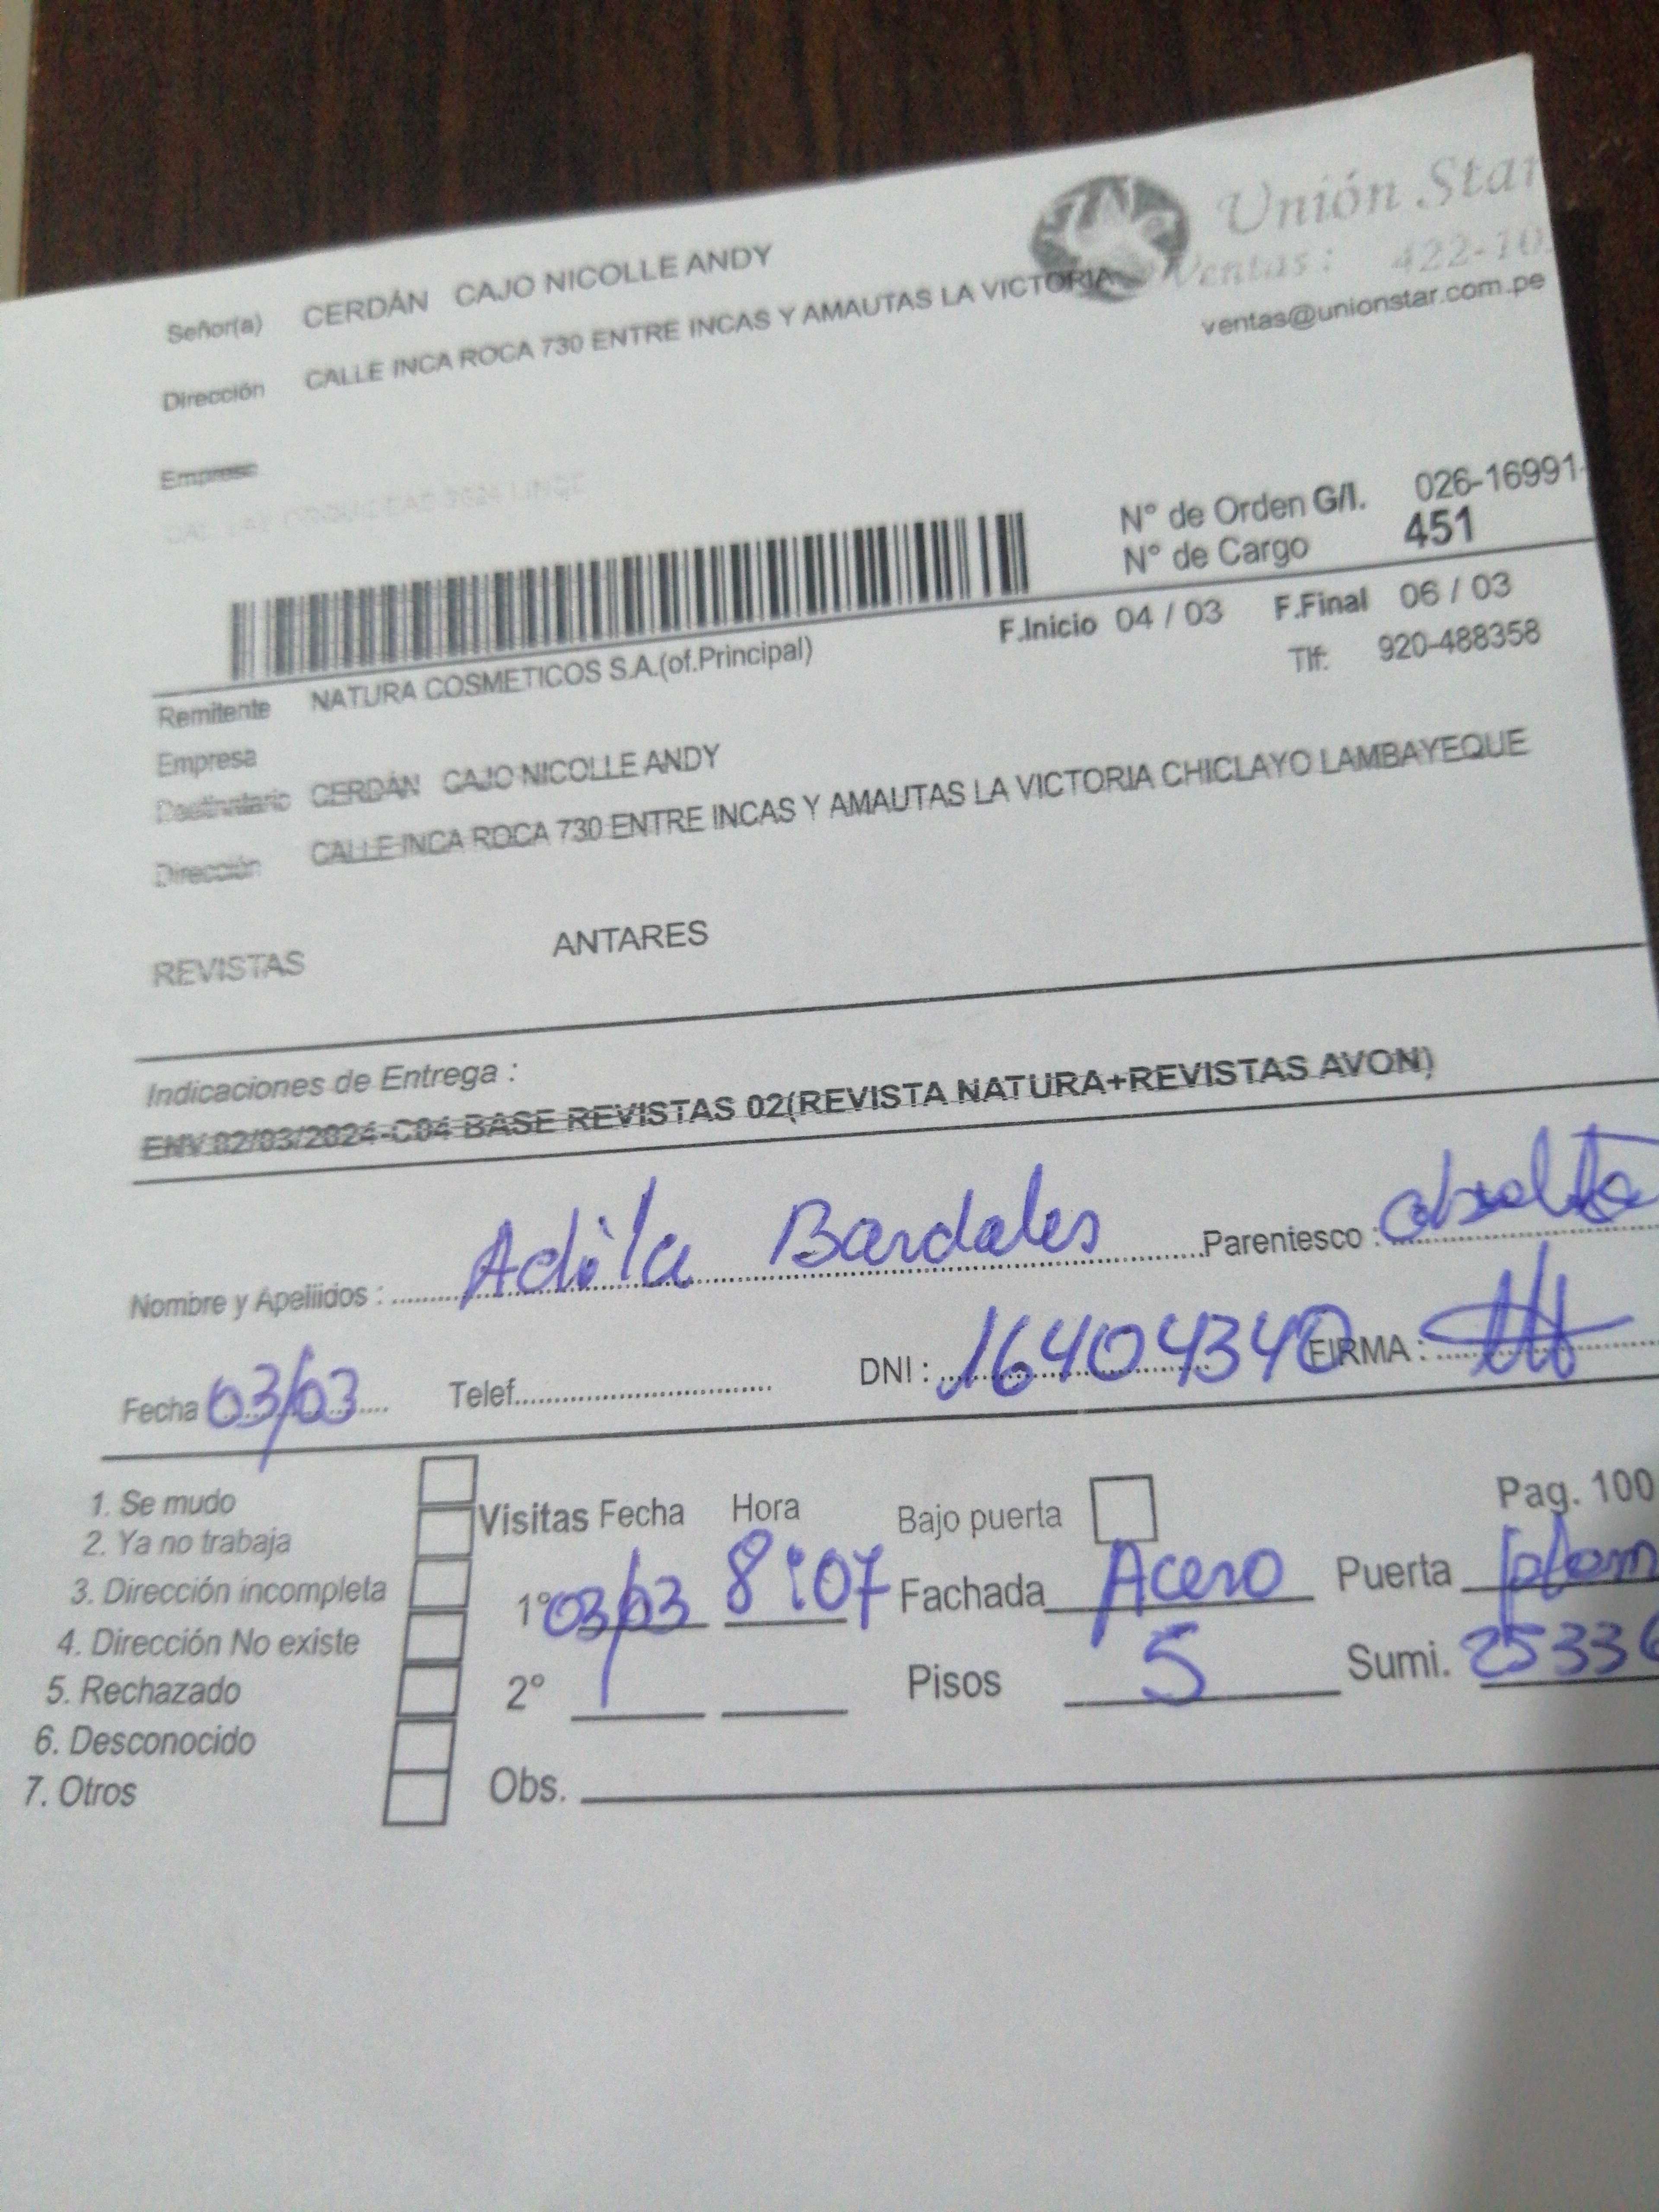 Unión Star
Señor(a) CERDÁN CAJO NICOLLE ANDY
Ventas : 422-10
Dirección CALLE INCA ROCA 730 ENTRE INCAS Y AMAUTAS LA VICTORIA
ventas@unionstar.com.pe
Empresa
N° de Orden G/I. 026-16991-
N° de Cargo 451
F.Inicio 04 / 03 F.Final 06 / 03
Remitente NATURA COSMETICOS S.A.(of.Principal)
Tlf: 920-488358
Empresa
Destinatario CERDÁN CAJO NICOLLE ANDY
Dirección CALLE INCA ROCA 730 ENTRE INCAS Y AMAUTAS LA VICTORIA CHICLAYO LAMBAYEQUE
REVISTAS ANTARES
Indicaciones de Entrega :
ENV.02/03/2024-C04 BASE REVISTAS 02(REVISTA NATURA+REVISTAS AVON)
Nombre y Apellidos : Adila Bardales Parentesco :
Fecha 03/03 Telef. DNI : 16404340 FIRMA :
1. Se mudo
2. Ya no trabaja
3. Dirección incompleta
4. Dirección No existe
5. Rechazado
6. Desconocido
7. Otros
Visitas Fecha Hora Bajo puerta Pag. 100
1° 03/03 8:07 Fachada Acero Puerta
2° Pisos 5 Sumi. 25336
Obs.